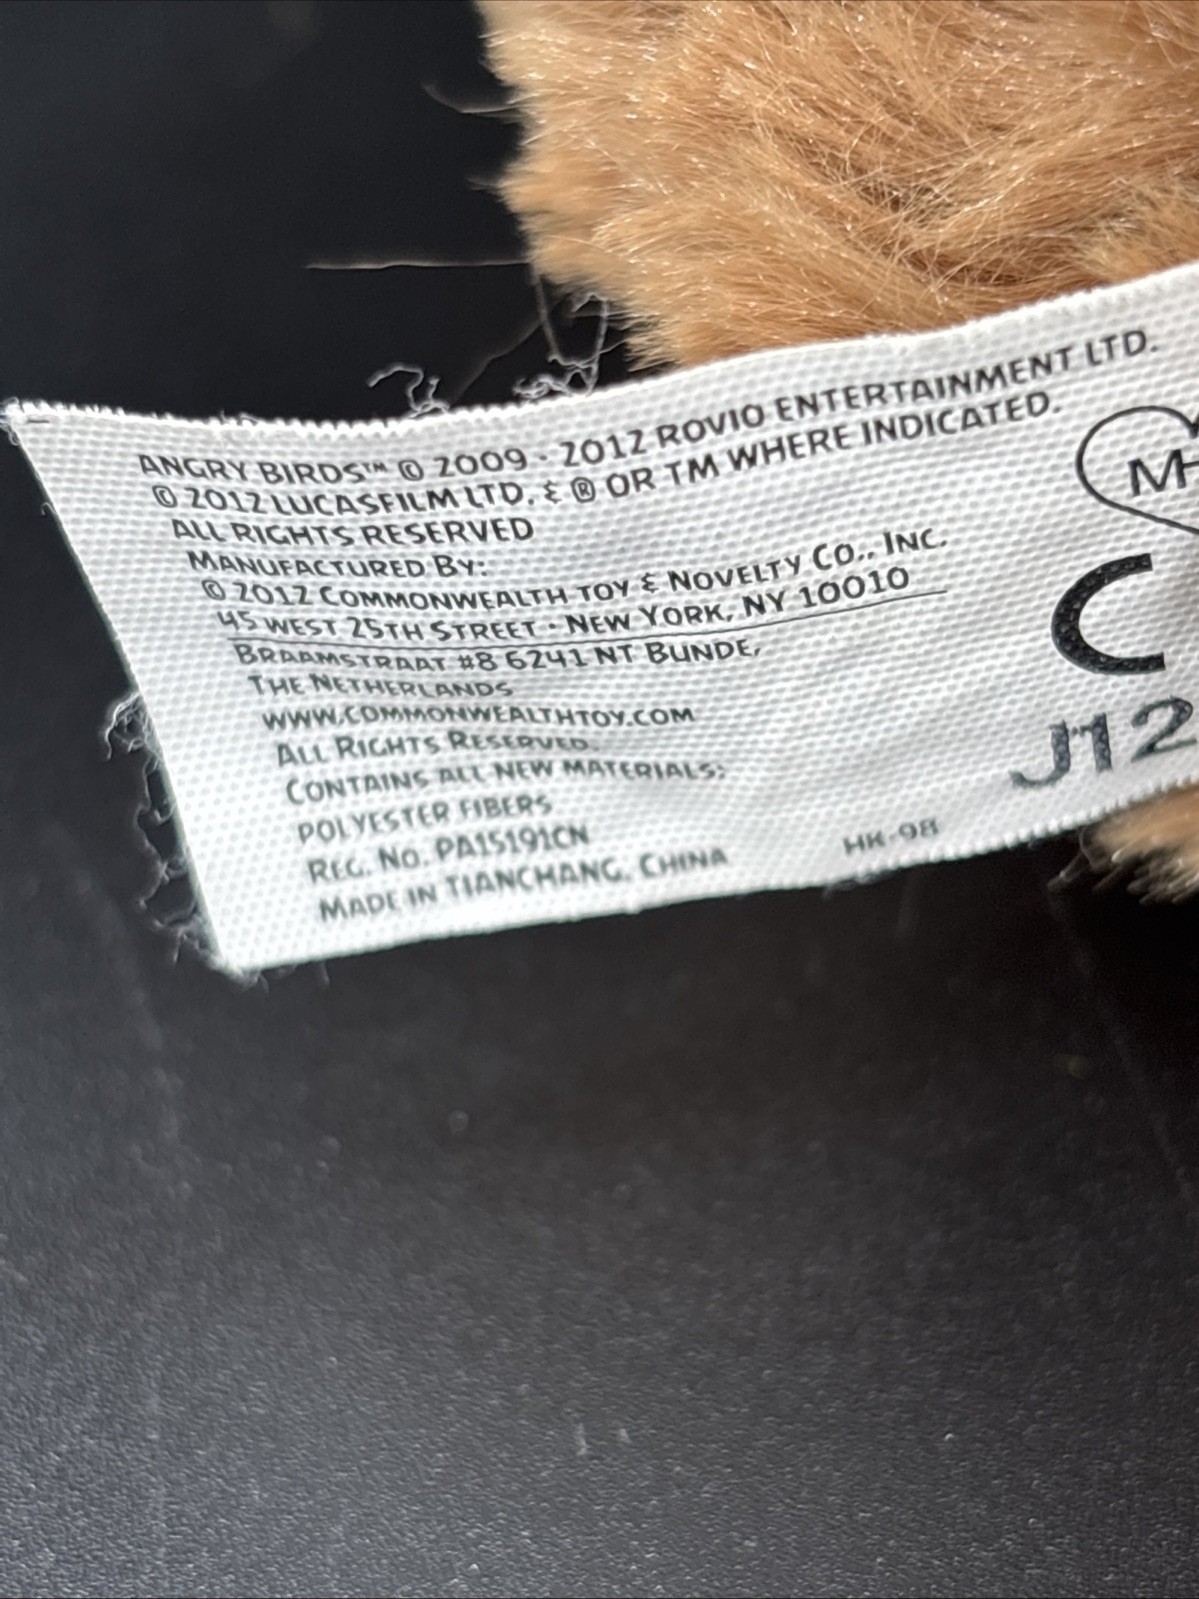 ANGRY BIRDS™ © 2009 - 2012 ROVIO ENTERTAINMENT LTD.
© 2012 LUCASFILM LTD. & ® OR TM WHERE INDICATED.
ALL RIGHTS RESERVED
MANUFACTURED BY:
© 2012 COMMONWEALTH TOY & NOVELTY CO., INC.
45 WEST 25TH STREET · NEW YORK, NY 10010
BRAAMSTRAAT #8 6241 NT BUNDE,
THE NETHERLANDS
WWW.COMMONWEALTHTOY.COM
ALL RIGHTS RESERVED.
CONTAINS ALL NEW MATERIALS:
POLYESTER FIBERS
REG. NO. PA15191CN
MADE IN TIANCHANG, CHINA
HK-98
MH
C
J12